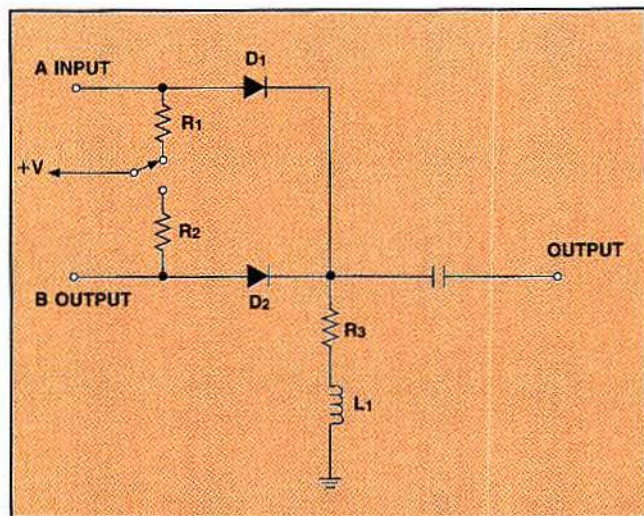 A INPUT
D1
R1
+V
R2
B OUTPUT
D2
OUTPUT
R3
L1